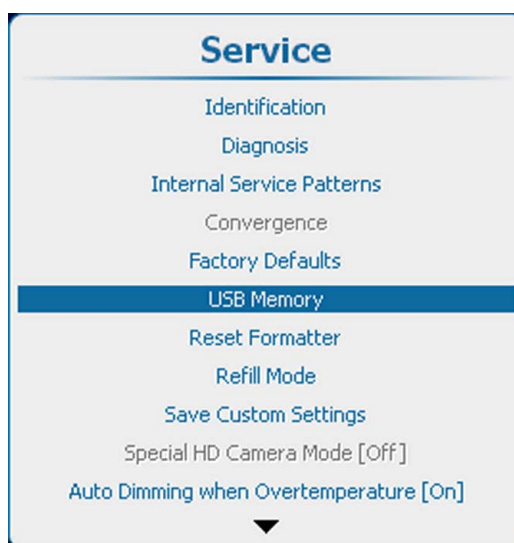 Service
Identification
Diagnosis
Internal Service Patterns
Convergence
Factory Defaults
USB Memory
Reset Formatter
Refill Mode
Save Custom Settings
Special HD Camera Mode [Off]
Auto Dimming when Overtemperature [On]